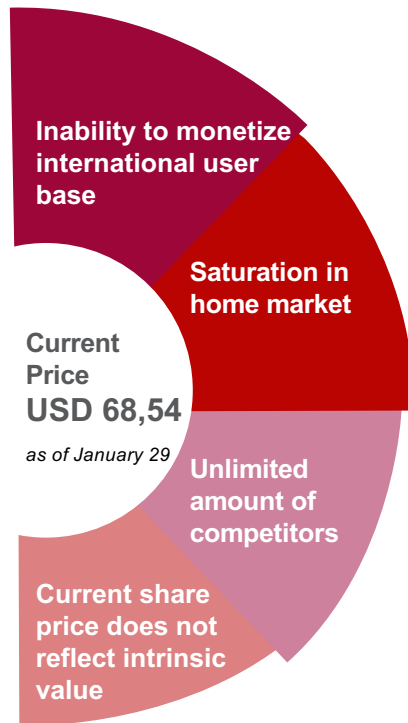 Inability to monetize
international user
base
Saturation in
home market
Current
Price
USD 68,54
as of January 29
Unlimited
amount of
competitors
Current share
price does not
reflect intrinsic
value